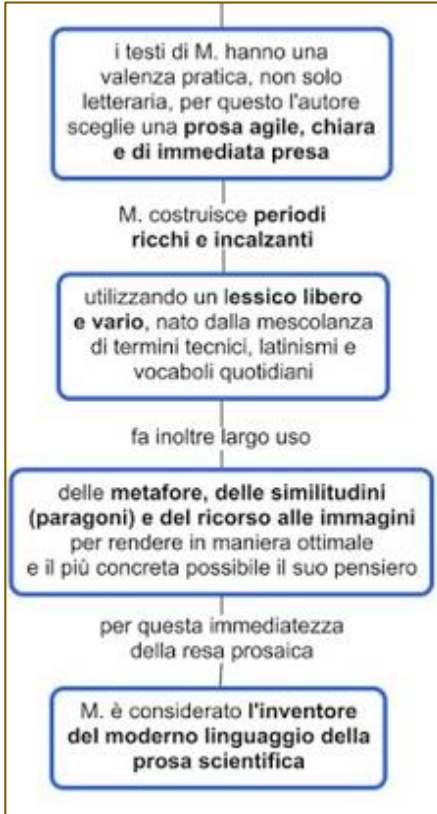 i testi di M. hanno una
valenza pratica, non solo
letteraria, per questo l'autore
sceglie una prosa agile, chiara
e di immediata presa
M. costruisce periodi
ricchi e incalzanti
utilizzando un lessico libero
e vario, nato dalla mescolanza
di termini tecnici, latinismi e
vocaboli quotidiani
fa inoltre largo uso
delle metafore, delle similitudini
(paragoni) e del ricorso alle immagini
per rendere in maniera ottimale
e il più concreta possibile il suo pensiero
per questa immediatezza
della resa prosaica
M. è considerato l'inventore
del moderno linguaggio della
prosa scientifica